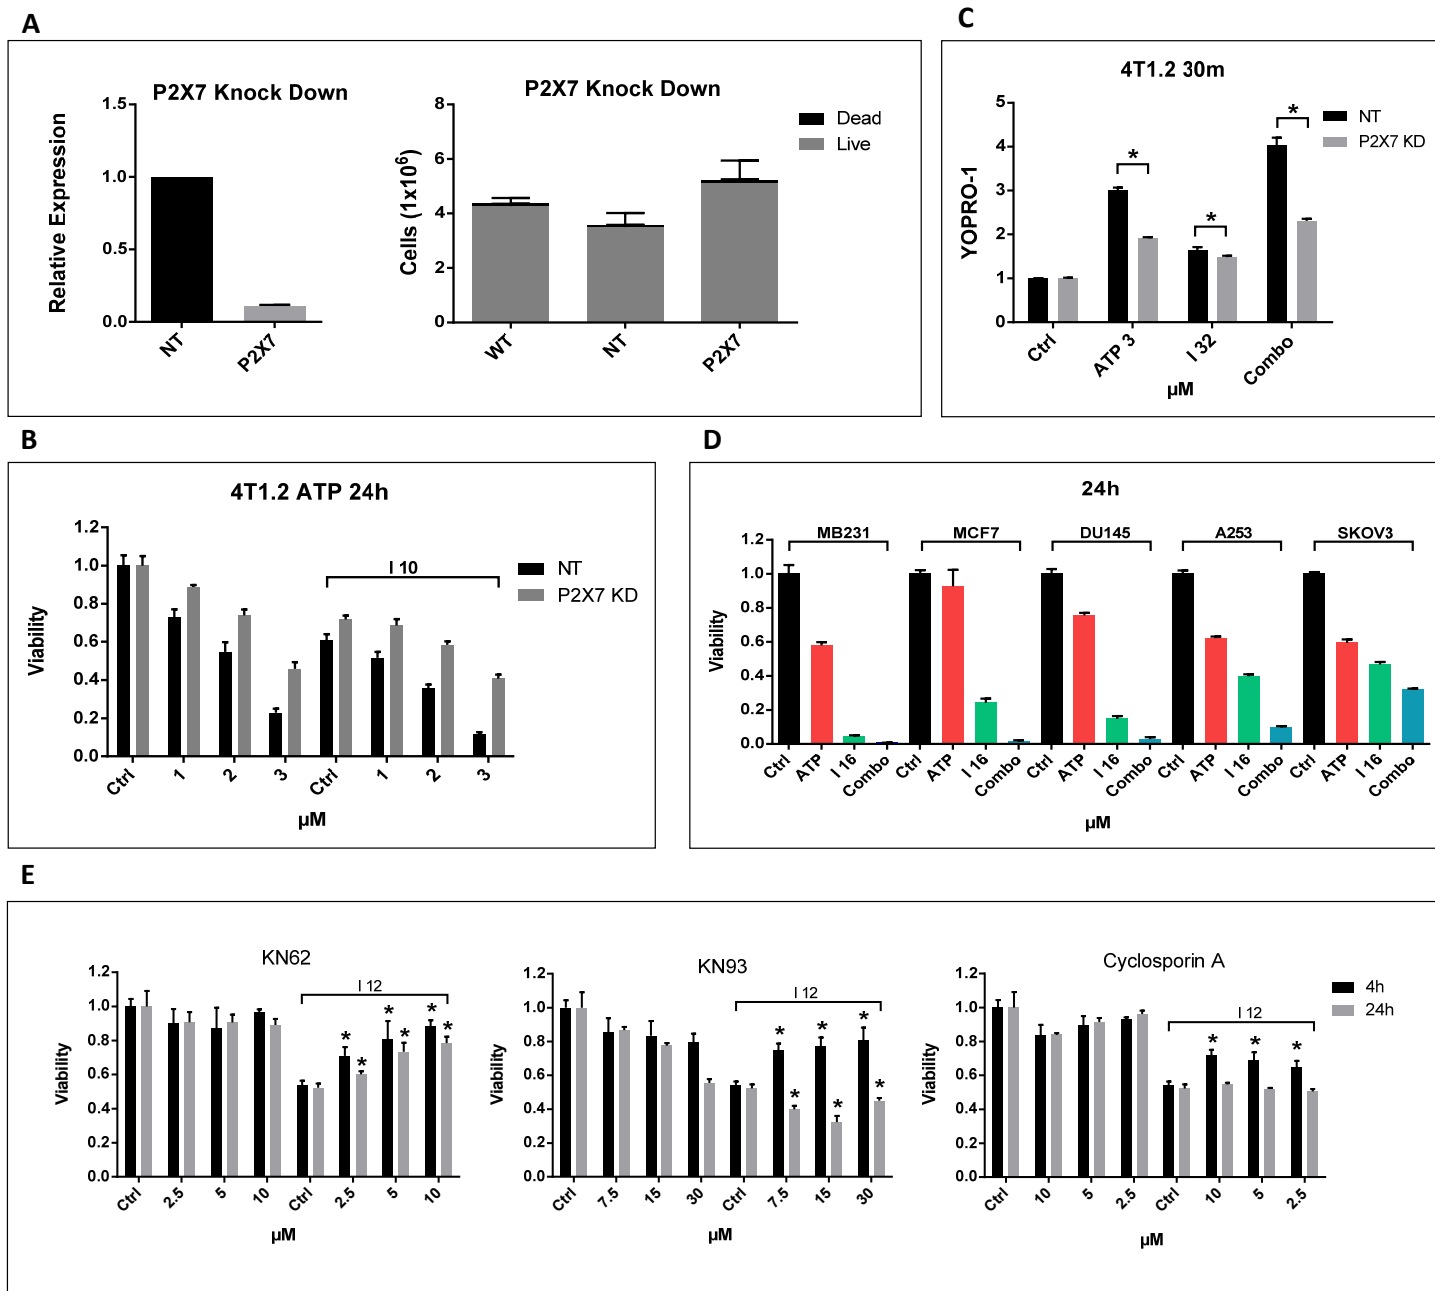 A
P2X7 Knock Down
Relative Expression
1.5
1.0
0.5
0.0
NT
P2X7
P2X7 Knock Down
Cells (1x10⁶)
8
6
4
2
0
WT
NT
P2X7
Dead
Live
C
4T1.2 30m
YOPRO-1
5
4
3
2
1
0
*
*
*
NT
P2X7 KD
Ctrl
ATP 3
I 32
Combo
µM
B
4T1.2 ATP 24h
Viability
1.2
1.0
0.8
0.6
0.4
0.2
0.0
I 10
NT
P2X7 KD
Ctrl
1
2
3
Ctrl
1
2
3
µM
D
24h
MB231
MCF7
DU145
A253
SKOV3
Viability
1.2
1.0
0.8
0.6
0.4
0.2
0.0
Ctrl
ATP
I 16
Combo
Ctrl
ATP
I 16
Combo
Ctrl
ATP
I 16
Combo
Ctrl
ATP
I 16
Combo
Ctrl
ATP
I 16
Combo
µM
E
KN62
Viability
1.2
1.0
0.8
0.6
0.4
0.2
0.0
I 12
* * * * * *
Ctrl
2.5
5
10
Ctrl
2.5
5
10
µM
KN93
Viability
1.2
1.0
0.8
0.6
0.4
0.2
0.0
I 12
* * * * * *
Ctrl
7.5
15
30
Ctrl
7.5
15
30
µM
Cyclosporin A
Viability
1.2
1.0
0.8
0.6
0.4
0.2
0.0
I 12
* * *
4h
24h
Ctrl
10
5
2.5
Ctrl
10
5
2.5
µM